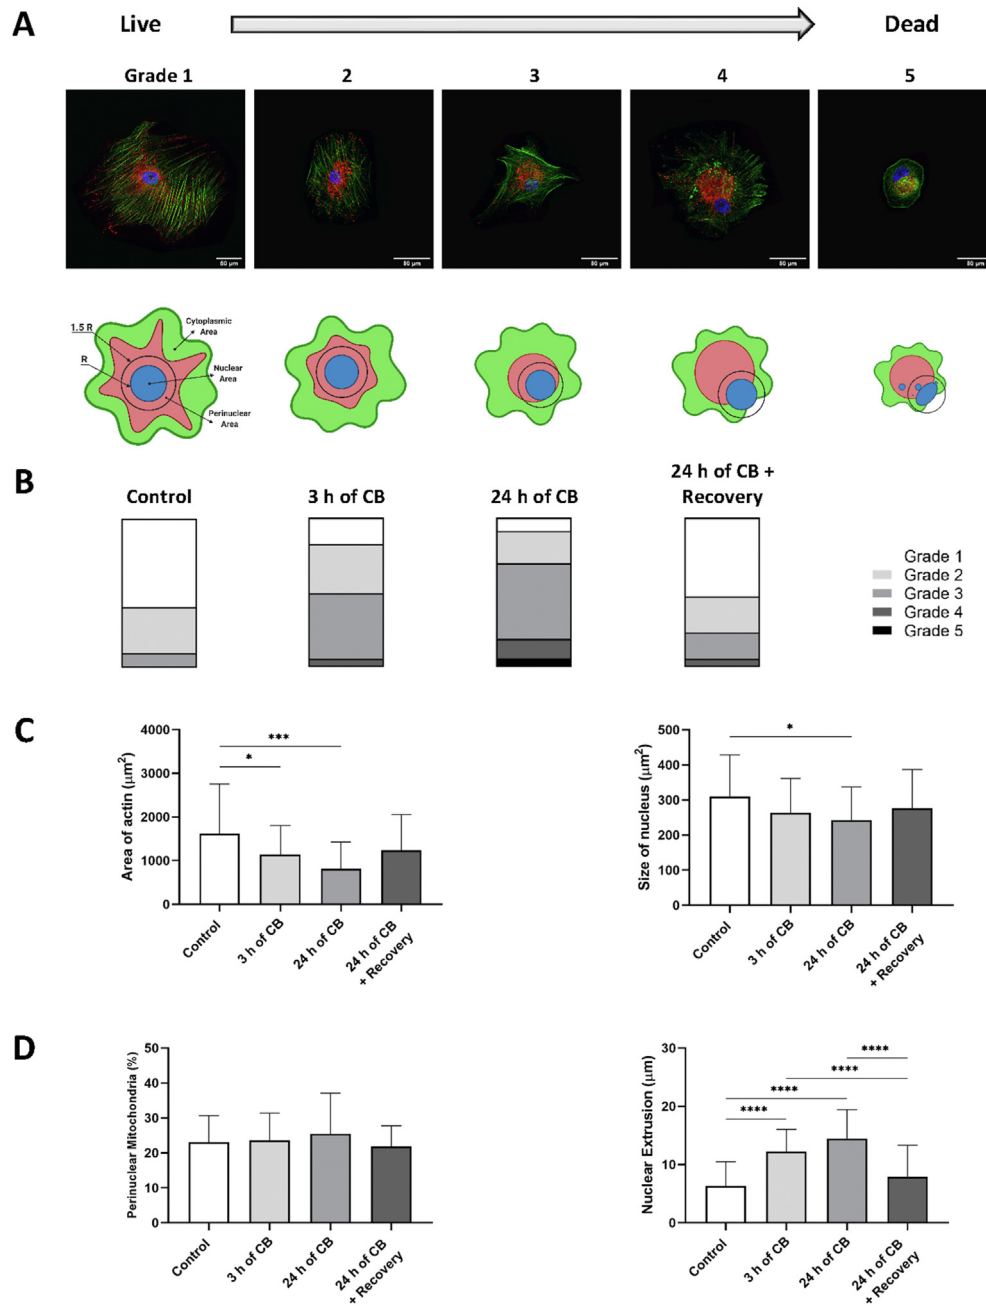 A
Live
Dead
Grade 1
2
3
4
5
50 μm
50 μm
50 μm
50 μm
50 μm
1.5 R
R
Cytoplasmic
Area
Nuclear
Area
Perinuclear
Area
B
Control
3 h of CB
24 h of CB
24 h of CB +
Recovery
Grade 1
Grade 2
Grade 3
Grade 4
Grade 5
C
Area of actin (μm²)
4000
3000
2000
1000
0
***
*
Control
3 h of CB
24 h of CB
24 h of CB
+ Recovery
Size of nucleus (μm²)
500
400
300
200
100
0
*
Control
3 h of CB
24 h of CB
24 h of CB
+ Recovery
D
Perinuclear Mitochondria (%)
50
40
30
20
10
0
Control
3 h of CB
24 h of CB
24 h of CB
+ Recovery
Nuclear Extrusion (μm)
30
20
10
0
****
****
****
****
Control
3 h of CB
24 h of CB
24 h of CB
+ Recovery